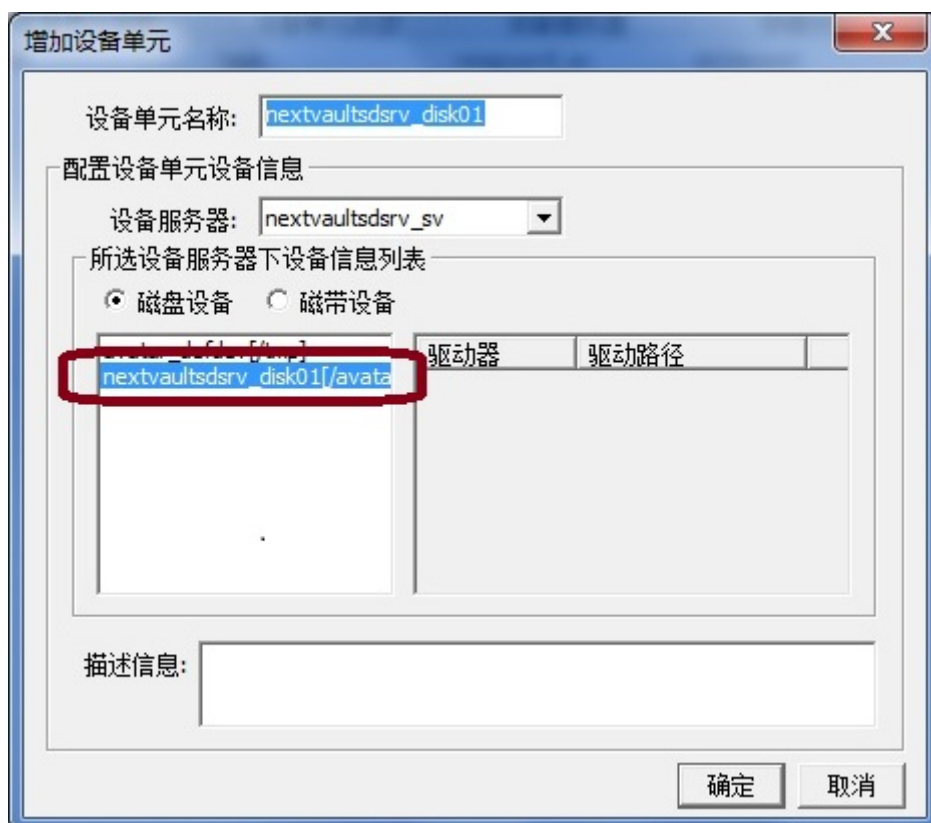 增加设备单元
设备单元名称: nextvaultsdsrv_disk01
配置设备单元设备信息
设备服务器: nextvaultsdsrv_sv
所选设备服务器下设备信息列表
磁盘设备 磁带设备
驱动器 驱动路径
nextvaultsdsrv_disk01[/avata
描述信息:
确定 取消